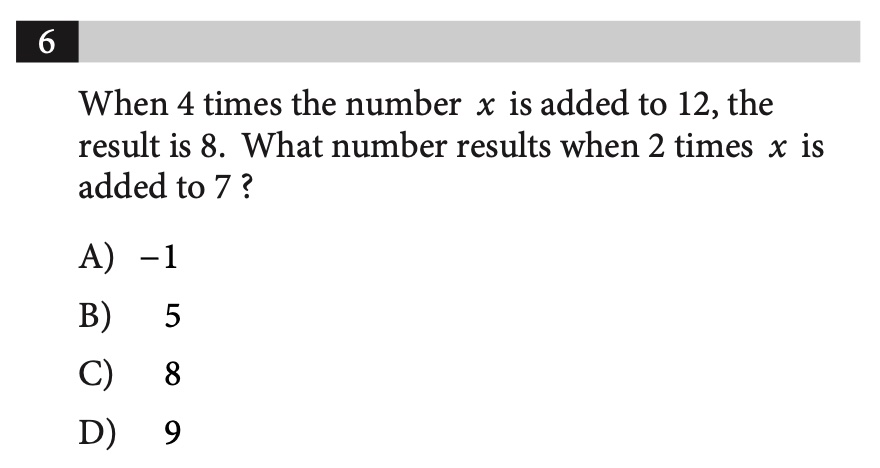 6
When 4 times the number x is added to 12, the
result is 8. What number results when 2 times x is
added to 7 ?
A) −1
B) 5
C) 8
D) 9